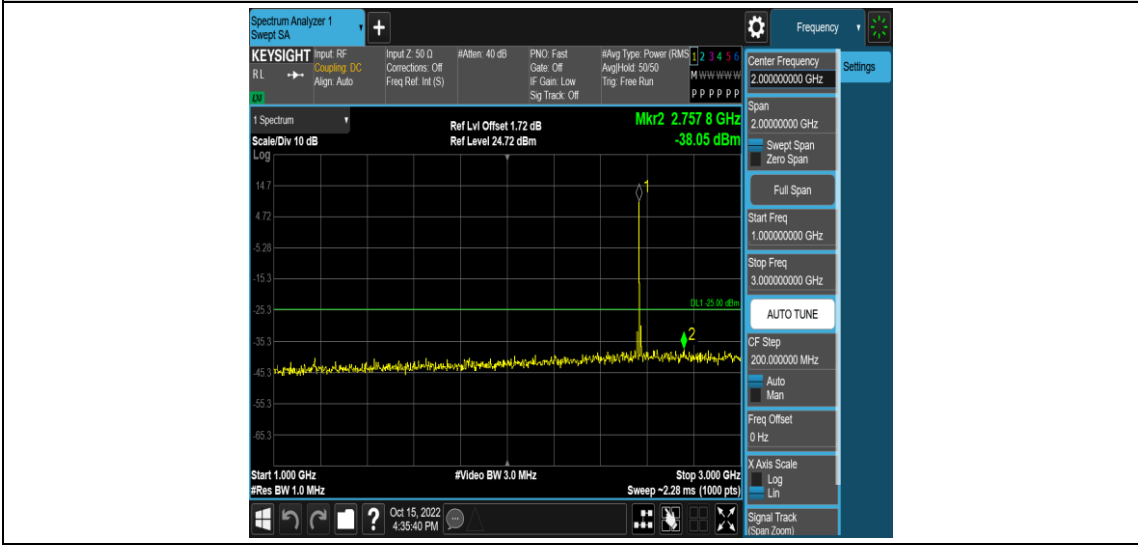 Spectrum Analyzer 1
Swept SA
+
Frequency
KEYSIGHT
RL
LXI
Input: RF
Coupling: DC
Align: Auto
Input Z: 50 Ω
Corrections: Off
Freq Ref: Int (S)
#Atten: 40 dB
PNO: Fast
Gate: Off
IF Gain: Low
Sig Track: Off
#Avg Type: Power (RMS
Avg|Hold: 50/50
Trig: Free Run
1 2 3 4 5 6
M W W W W W
P P P P P P
1 Spectrum
Scale/Div 10 dB
Log
Ref Lvl Offset 1.72 dB
Ref Level 24.72 dBm
Mkr2 2.757 8 GHz
-38.05 dBm
14.7
4.72
-5.28
-15.3
-25.3
-35.3
-45.3
-55.3
-65.3
1
DL1 -25.00 dBm
2
Start 1.000 GHz
#Res BW 1.0 MHz
#Video BW 3.0 MHz
Stop 3.000 GHz
Sweep ~2.28 ms (1000 pts)
?
Oct 15, 2022
4:35:40 PM
Center Frequency
2.000000000 GHz
Span
2.00000000 GHz
Swept Span
Zero Span
Full Span
Start Freq
1.000000000 GHz
Stop Freq
3.000000000 GHz
AUTO TUNE
CF Step
200.000000 MHz
Auto
Man
Freq Offset
0 Hz
X Axis Scale
Log
Lin
Signal Track
(Span Zoom)
Settings